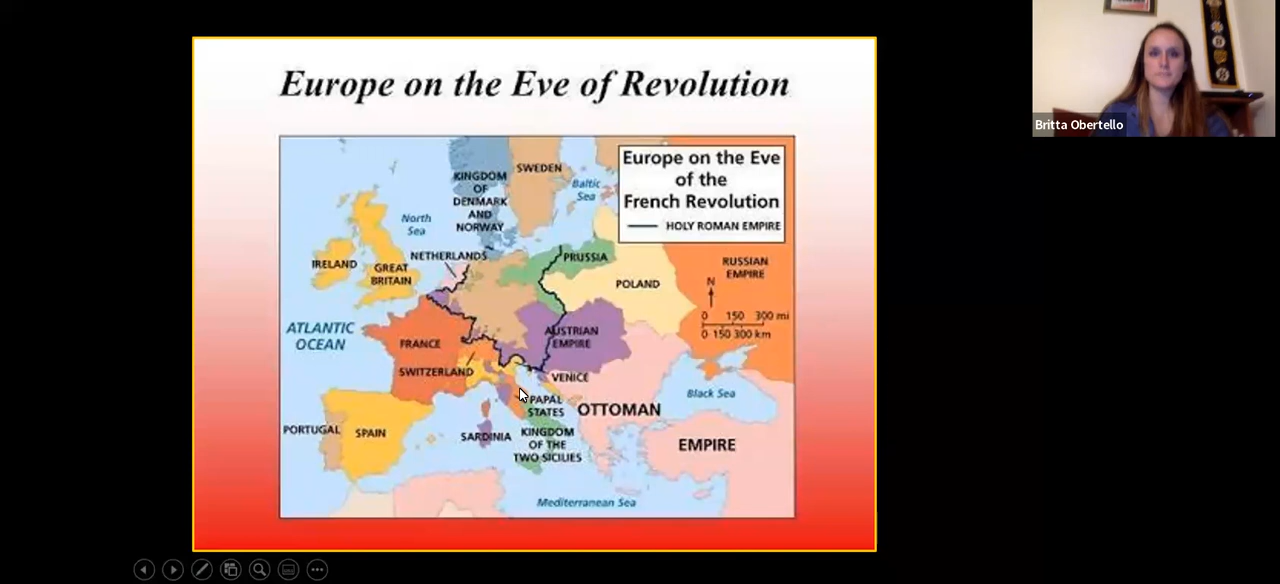 Europe on the Eve of Revolution
Britta Obertello
Europe on the Eve
of the
French Revolution
HOLY ROMAN EMPIRE
KINGDOM
OF
DENMARK
AND
NORWAY
SWEDEN
Baltic
Sea
North
Sea
NETHERLANDS
PRUSSIA
IRELAND
GREAT
BRITAIN
RUSSIAN
EMPIRE
POLAND
N
0 150 300 mi
0 150 300 km
ATLANTIC
OCEAN
FRANCE
AUSTRIAN
EMPIRE
SWITZERLAND
VENICE
Black Sea
PAPAL
STATES
OTTOMAN
EMPIRE
PORTUGAL
SPAIN
SARDINIA
KINGDOM
OF THE
TWO SICILIES
Mediterranean Sea